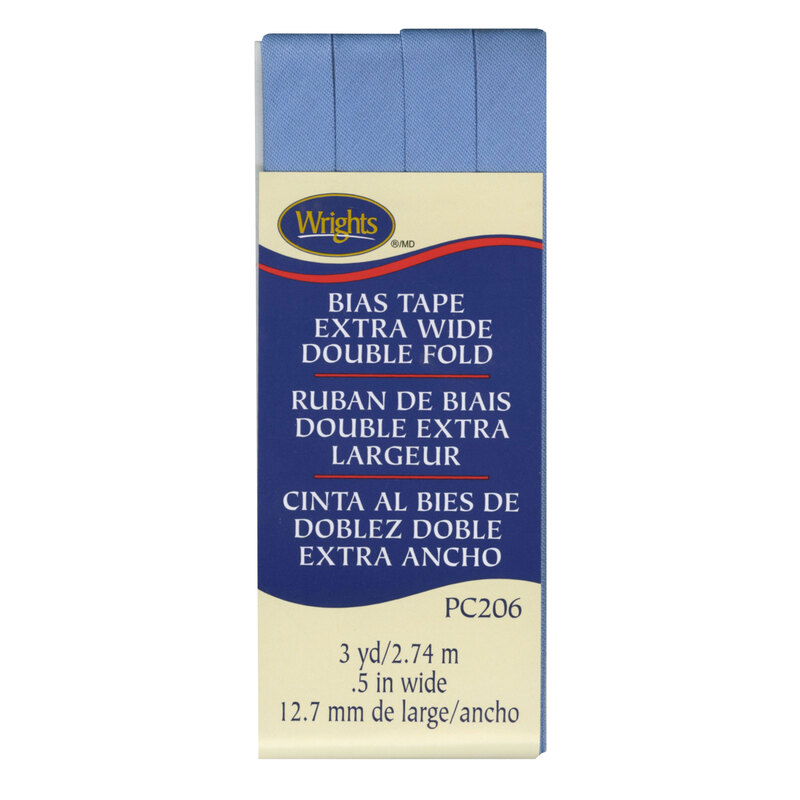 Wrights
®/MD
BIAS TAPE
EXTRA WIDE
DOUBLE FOLD
RUBAN DE BIAIS
DOUBLE EXTRA
LARGEUR
CINTA AL BIES DE
DOBLEZ DOBLE
EXTRA ANCHO
PC206
3 yd/2.74 m
.5 in wide
12.7 mm de large/ancho